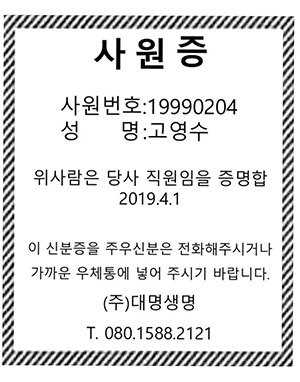 사원증
사원번호:19990204
성 명:고영수
위사람은 당사 직원임을 증명합
2019.4.1
이 신분증을 주우신분은 전화해주시거나
가까운 우체통에 넣어 주시기 바랍니다.
(주)대명생명
T. 080.1588.2121